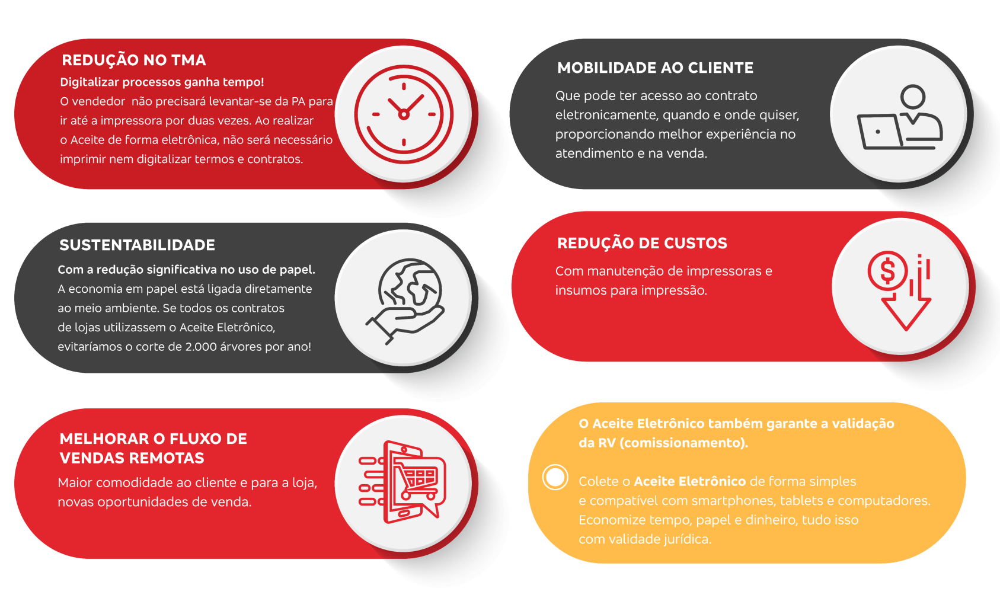 REDUÇÃO NO TMA
Digitalizar processos ganha tempo!
O vendedor  não precisará levantar-se da PA para
ir até a impressora por duas vezes. Ao realizar
o Aceite de forma eletrônica, não será necessário
imprimir nem digitalizar termos e contratos.
MOBILIDADE AO CLIENTE
Que pode ter acesso ao contrato
eletronicamente, quando e onde quiser,
proporcionando melhor experiência no
atendimento e na venda.
SUSTENTABILIDADE
Com a redução significativa no uso de papel.
A economia em papel está ligada diretamente
ao meio ambiente. Se todos os contratos
de lojas utilizassem o Aceite Eletrônico,
evitaríamos o corte de 2.000 árvores por ano!
REDUÇÃO DE CUSTOS
Com manutenção de impressoras e
insumos para impressão.
$
MELHORAR O FLUXO DE
VENDAS REMOTAS
Maior comodidade ao cliente e para a loja,
novas oportunidades de venda.
O Aceite Eletrônico também garante a validação
da RV (comissionamento).
Colete o Aceite Eletrônico de forma simples
e compatível com smartphones, tablets e computadores.
Economize tempo, papel e dinheiro, tudo isso
com validade jurídica.